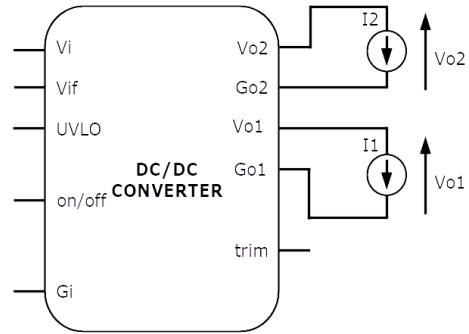 Vi
Vif
UVLO
on/off
Gi
DC/DC
CONVERTER
Vo2
Go2
Vo1
Go1
trim
I2
Vo2
I1
Vo1